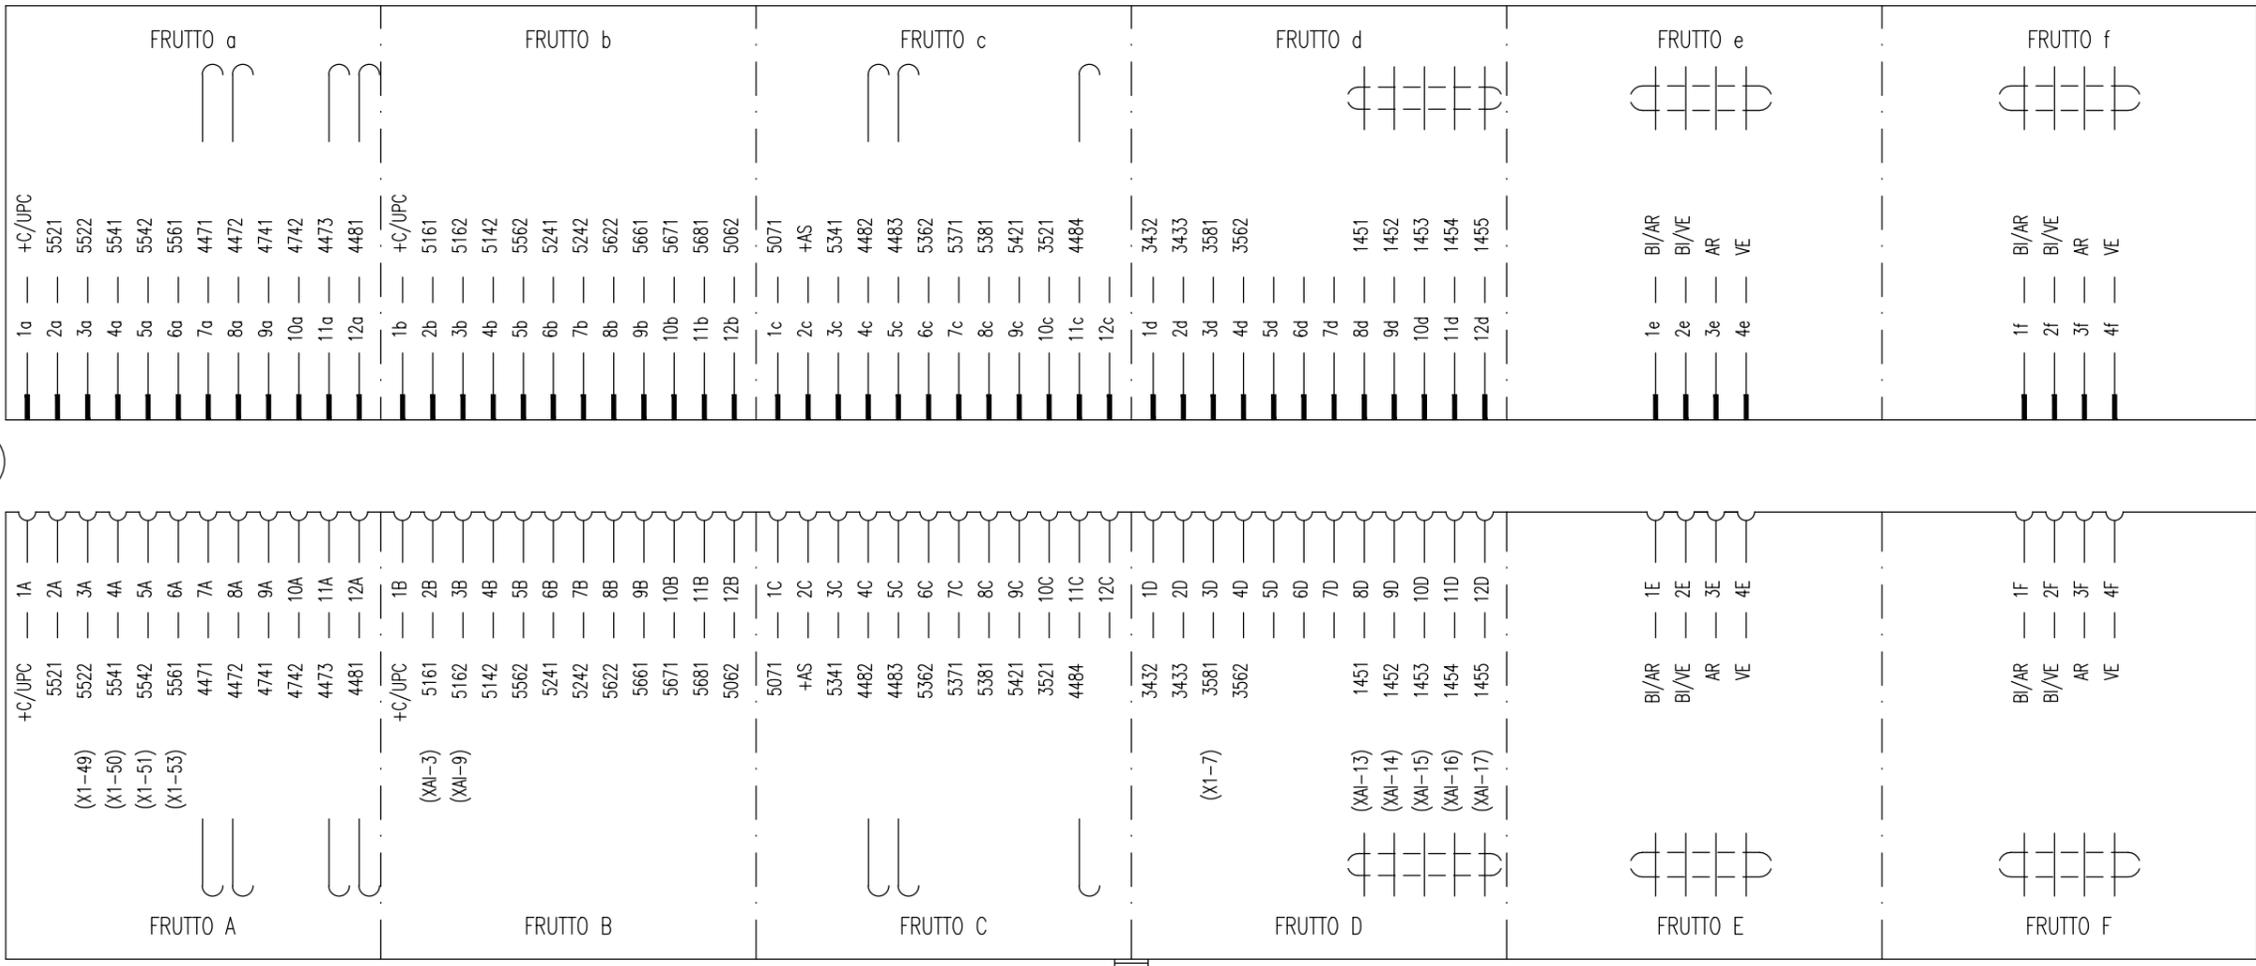 FRUTTO a FRUTTO b FRUTTO c FRUTTO d FRUTTO e FRUTTO f
+C/UPC 5521 5522 5541 5542 5561 4471 4472 4741 4742 4473 4481 +C/UPC 5161 5162 5142 5562 5241 5242 5622 5661 5671 5681 5062 5071 +AS 5341 4482 4483 5362 5371 5381 5421 3521 4484 3432 3433 3581 3562 1451 1452 1453 1454 1455 BI/AR BI/VE AR VE BI/AR BI/VE AR VE
1a 2a 3a 4a 5a 6a 7a 8a 9a 10a 11a 12a 1b 2b 3b 4b 5b 6b 7b 8b 9b 10b 11b 12b 1c 2c 3c 4c 5c 6c 7c 8c 9c 10c 11c 12c 1d 2d 3d 4d 5d 6d 7d 8d 9d 10d 11d 12d 1e 2e 3e 4e 1f 2f 3f 4f
1A 2A 3A 4A 5A 6A 7A 8A 9A 10A 11A 12A 1B 2B 3B 4B 5B 6B 7B 8B 9B 10B 11B 12B 1C 2C 3C 4C 5C 6C 7C 8C 9C 10C 11C 12C 1D 2D 3D 4D 5D 6D 7D 8D 9D 10D 11D 12D 1E 2E 3E 4E 1F 2F 3F 4F
+C/UPC 5521 5522 5541 5542 5561 4471 4472 4741 4742 4473 4481 +C/UPC 5161 5162 5142 5562 5241 5242 5622 5661 5671 5681 5062 5071 +AS 5341 4482 4483 5362 5371 5381 5421 3521 4484 3432 3433 3581 3562 1451 1452 1453 1454 1455 BI/AR BI/VE AR VE BI/AR BI/VE AR VE
(X1-49) (X1-50) (X1-51) (X1-53) (XAI-3) (XAI-9) (X1-7) (XAI-13) (XAI-14) (XAI-15) (XAI-16) (XAI-17)
FRUTTO A FRUTTO B FRUTTO C FRUTTO D FRUTTO E FRUTTO F